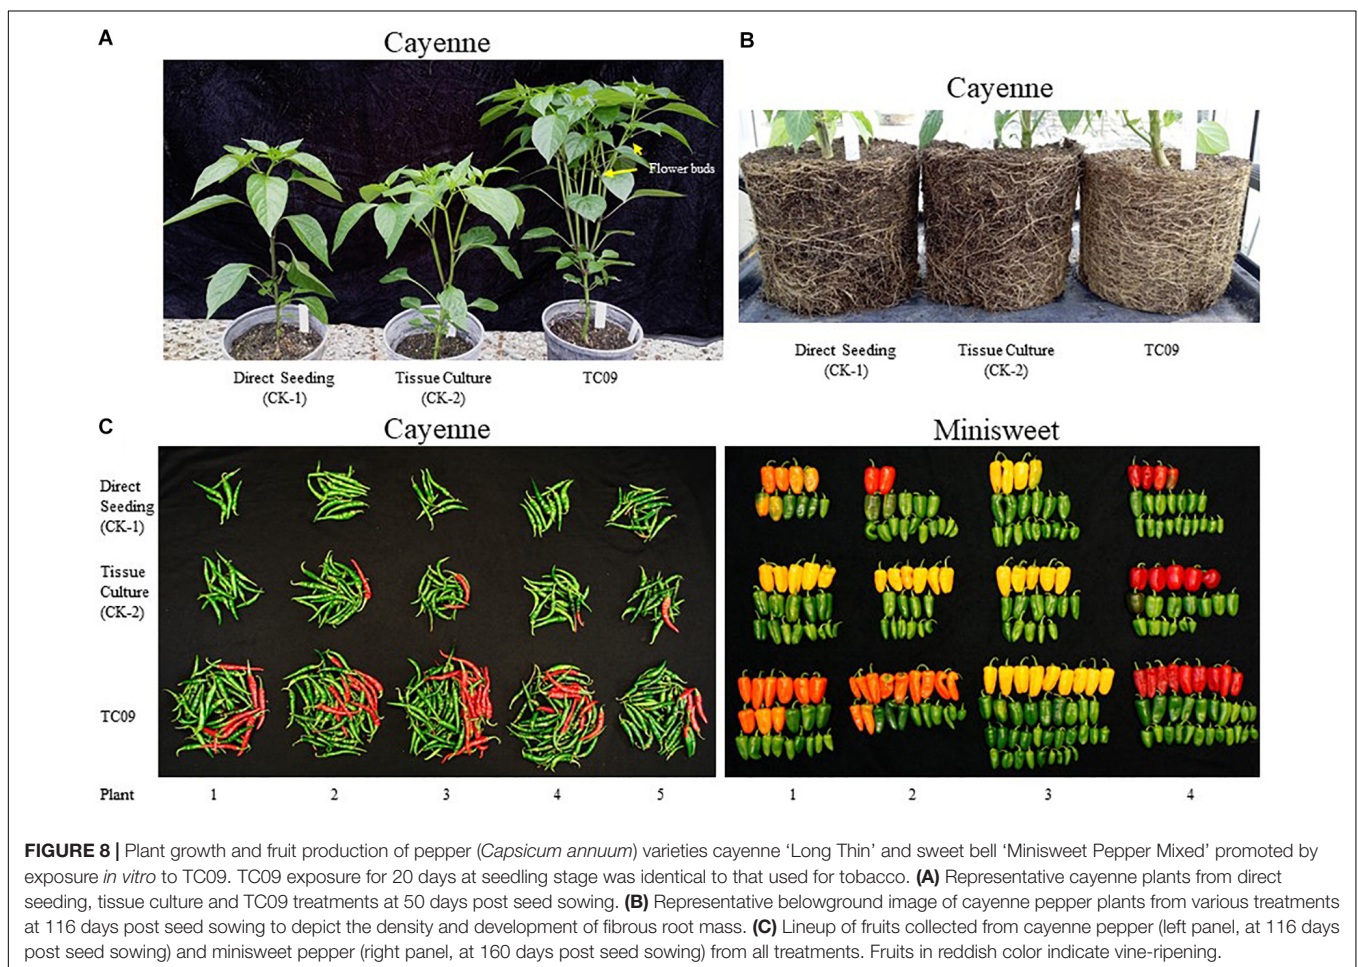 A
Cayenne
Flower buds
Direct Seeding
(CK-1)
Tissue Culture
(CK-2)
TC09
B
Cayenne
Direct Seeding
(CK-1)
Tissue Culture
(CK-2)
TC09
C
Cayenne
Minisweet
Direct
Seeding
(CK-1)
Tissue
Culture
(CK-2)
TC09
Plant 1 2 3 4 5 1 2 3 4
FIGURE 8 | Plant growth and fruit production of pepper (Capsicum annuum) varieties cayenne ‘Long Thin’ and sweet bell ‘Minisweet Pepper Mixed’ promoted by
exposure in vitro to TC09. TC09 exposure for 20 days at seedling stage was identical to that used for tobacco. (A) Representative cayenne plants from direct
seeding, tissue culture and TC09 treatments at 50 days post seed sowing. (B) Representative belowground image of cayenne pepper plants from various treatments
at 116 days post seed sowing to depict the density and development of fibrous root mass. (C) Lineup of fruits collected from cayenne pepper (left panel, at 116 days
post seed sowing) and minisweet pepper (right panel, at 160 days post seed sowing) from all treatments. Fruits in reddish color indicate vine-ripening.